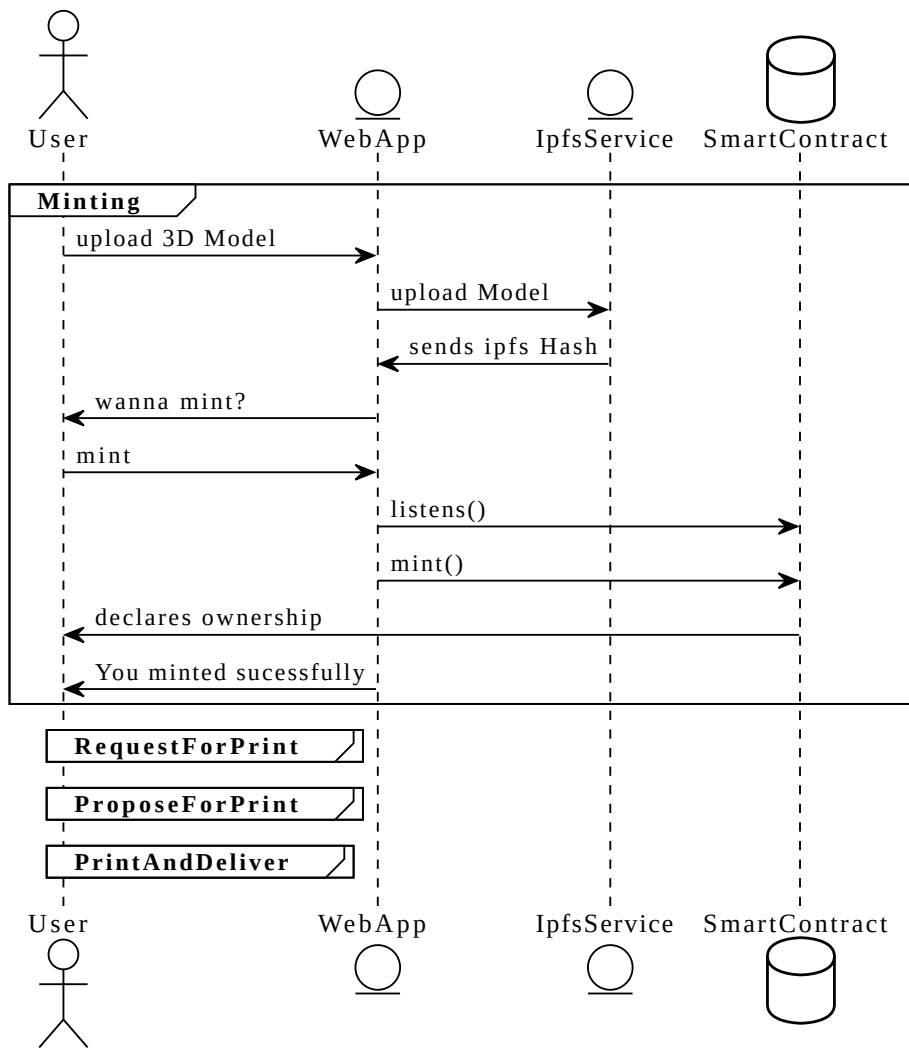 User
WebApp
IpfsService
SmartContract
Minting
upload 3D Model
upload Model
sends ipfs Hash
wanna mint?
mint
listens()
mint()
declares ownership
You minted sucessfully
RequestForPrint
ProposeForPrint
PrintAndDeliver
User
WebApp
IpfsService
SmartContract